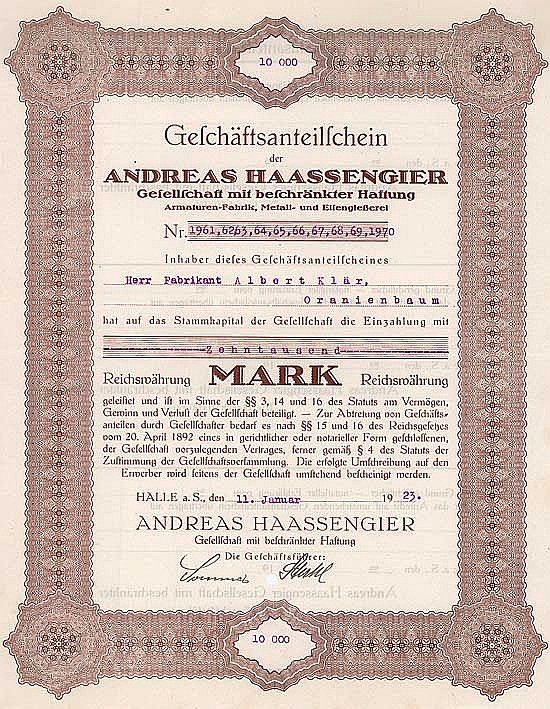 10 000
Geſchäftsanteilſchein
der
ANDREAS HAASSENGIER
Geſellſchaft mit beſchränkter Haftung
Armaturen-Fabrik, Metall- und Eiſengießerei
Nr. 1961,6263,64,65,66,67,68,69,1970
Inhaber dieſes Geſchäftsanteilſcheines
Herr Fabrikant Albert Klär,
Oranienbaum
hat auf das Stammkapital der Geſellſchaft die Einzahlung mit
--Zehntausend--
Reichswährung MARK Reichswährung
geleiſtet und iſt im Sinne der §§ 3, 14 und 16 des Statuts am Vermögen,
Gewinn und Verluſt der Geſellſchaft beteiligt. — Zur Abtretung von Geſchäfts-
anteilen durch Geſellſchafter bedarf es nach §§ 15 und 16 des Reichsgeſetzes
vom 20. April 1892 eines in gerichtlicher oder notarieller Form geſchloſſenen,
der Geſellſchaft vorzulegenden Vertrages, ferner gemäß § 4 des Statuts der
Zuſtimmung der Geſellſchaftsverſammlung. Die erfolgte Umſchreibung auf den
Erwerber wird ſeitens der Geſellſchaft umſtehend beſcheinigt werden.
HALLE a. S., den 11. Januar 1923.
ANDREAS HAASSENGIER
Geſellſchaft mit beſchränkter Haftung
Die Geſchäftsführer:
10 000